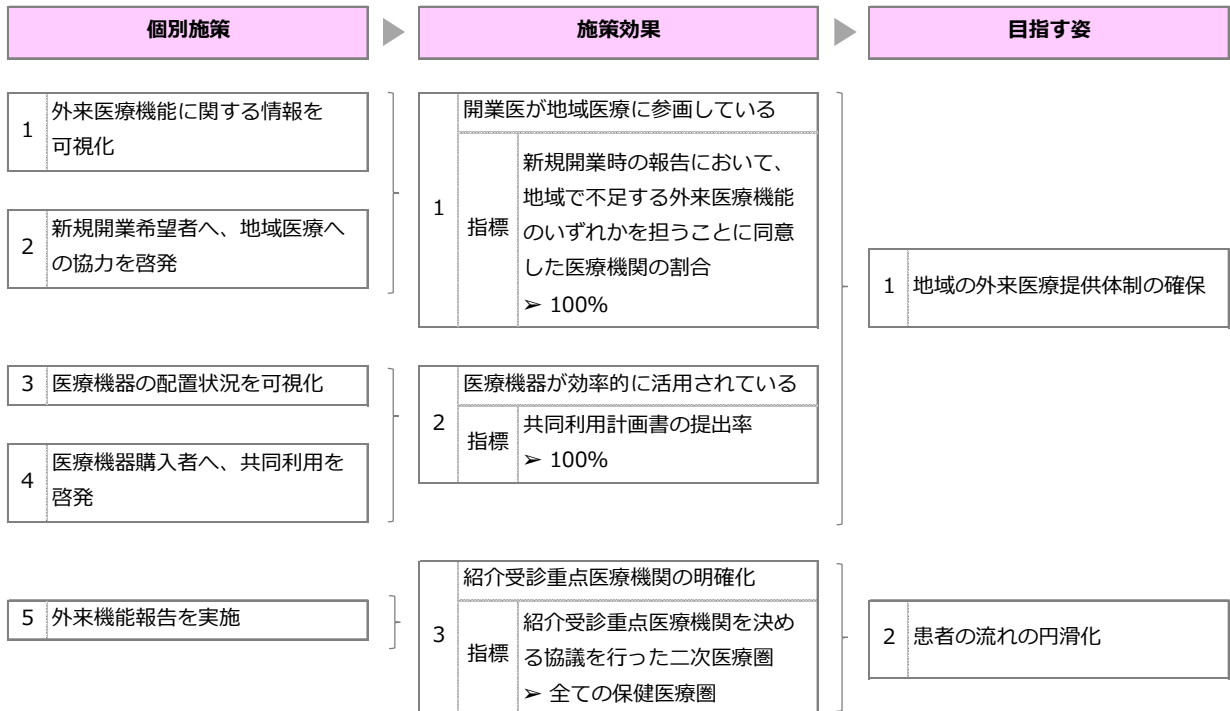 個別施策
施策効果
目指す姿
1
外来医療機能に関する情報を
可視化
2
新規開業希望者へ、地域医療へ
の協力を啓発
3
医療機器の配置状況を可視化
4
医療機器購入者へ、共同利用を
啓発
5
外来機能報告を実施
1
開業医が地域医療に参画している
指標
新規開業時の報告において、
地域で不足する外来医療機能
のいずれかを担うことに同意
した医療機関の割合
➢ 100%
2
医療機器が効率的に活用されている
指標
共同利用計画書の提出率
➢ 100%
3
紹介受診重点医療機関の明確化
指標
紹介受診重点医療機関を決め
る協議を行った二次医療圏
➢ 全ての保健医療圏
1
地域の外来医療提供体制の確保
2
患者の流れの円滑化